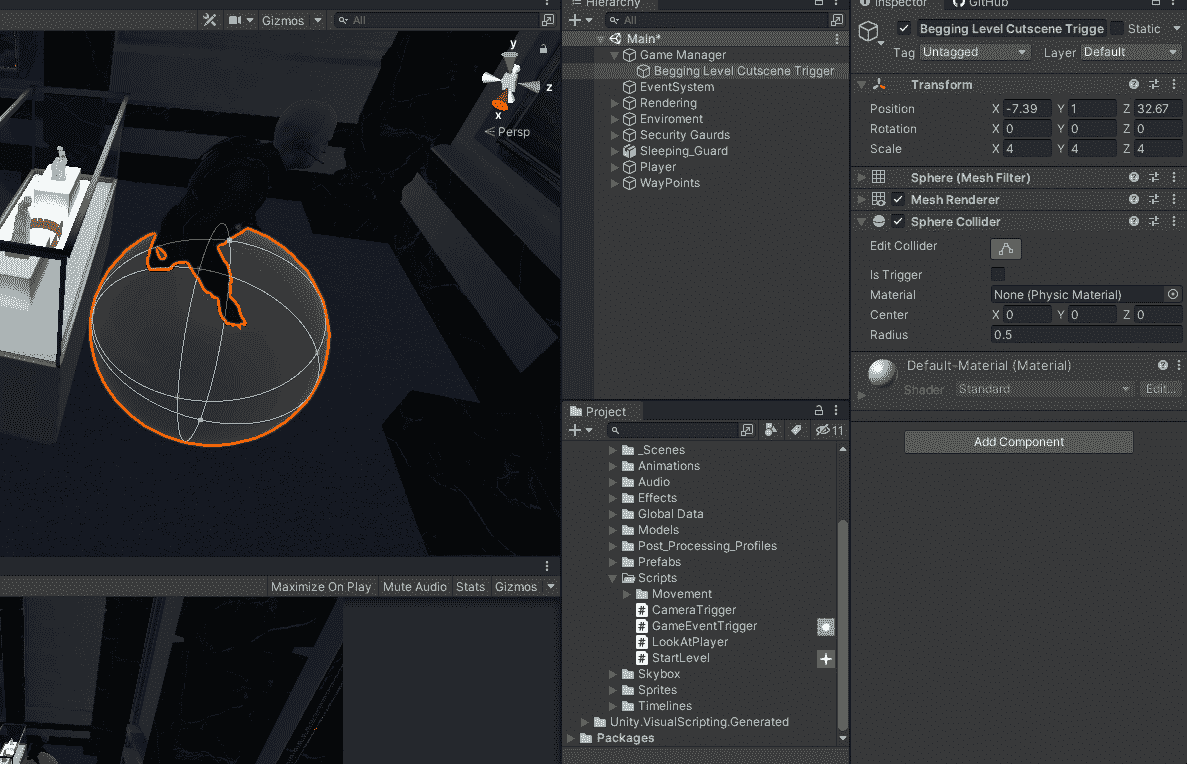 Gizmos
All
y
z
x
Persp
Maximize On Play
Mute Audio
Stats
Gizmos
Hierarchy
All
Main*
Game Manager
Begging Level Cutscene Trigger
EventSystem
Rendering
Enviroment
Security Gaurds
Sleeping_Guard
Player
WayPoints
Project
11
_Scenes
Animations
Audio
Effects
Global Data
Models
Post_Processing_Profiles
Prefabs
Scripts
Movement
# CameraTrigger
# GameEventTrigger
# LookAtPlayer
# StartLevel
Skybox
Sprites
Timelines
Unity.VisualScripting.Generated
Packages
Inspector
GitHub
Begging Level Cutscene Trigge
Static
Tag Untagged
Layer Default
Transform
Position X -7.39 Y 1 Z 32.67
Rotation X 0 Y 0 Z 0
Scale X 4 Y 4 Z 4
Sphere (Mesh Filter)
Mesh Renderer
Sphere Collider
Edit Collider
Is Trigger
Material None (Physic Material)
Center X 0 Y 0 Z 0
Radius 0.5
Default-Material (Material)
Shader Standard Edit...
Add Component